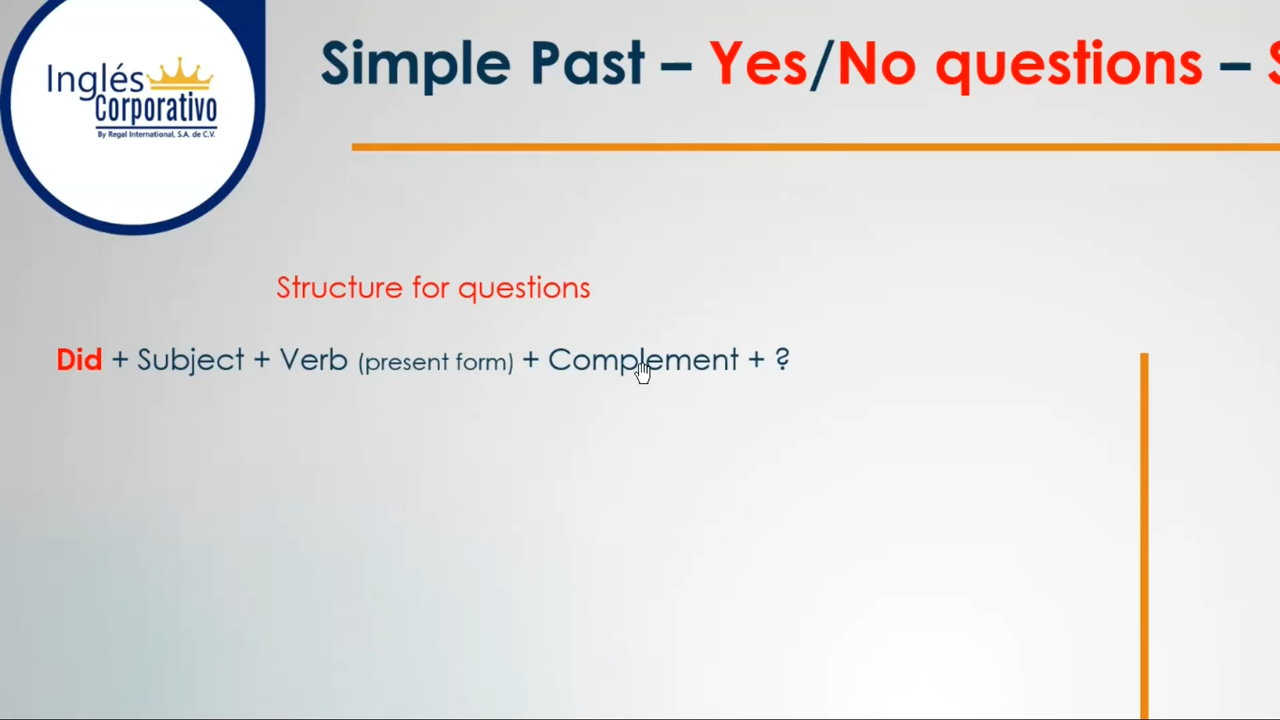 Inglés
Corporativo
By Regal International, S.A. de C.V.
Simple Past – Yes/No questions –
Structure for questions
Did + Subject + Verb (present form) + Complement + ?